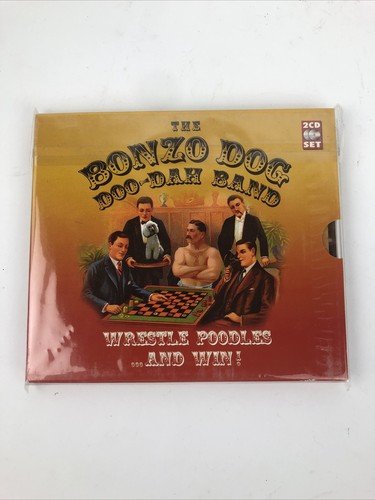 THE
BONZO DOG
DOO-DAH BAND
2CD
SET
WRESTLE POODLES
...AND WIN!